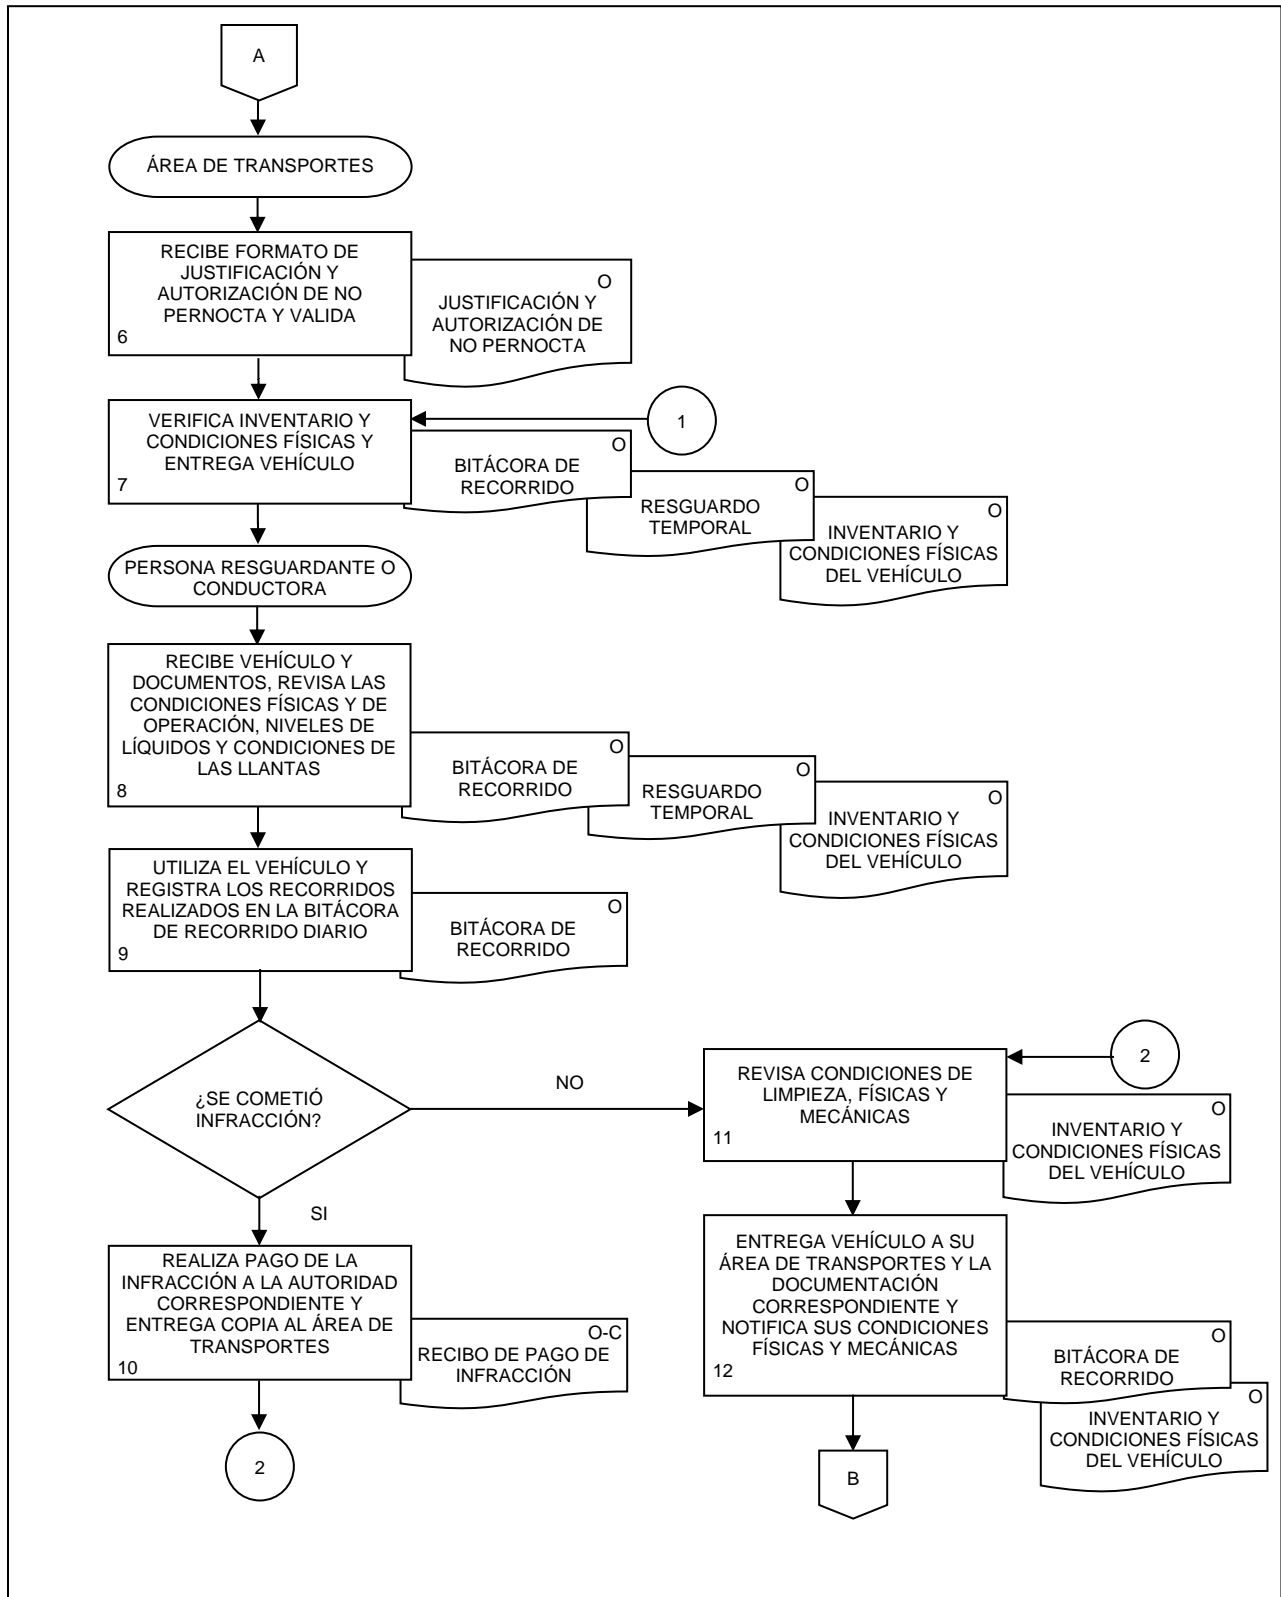 A
ÁREA DE TRANSPORTES
RECIBE FORMATO DE
JUSTIFICACIÓN Y
AUTORIZACIÓN DE NO
PERNOCTA Y VALIDA
6
O
JUSTIFICACIÓN Y
AUTORIZACIÓN DE
NO PERNOCTA
VERIFICA INVENTARIO Y
CONDICIONES FÍSICAS Y
ENTREGA VEHÍCULO
7
1
O
BITÁCORA DE
RECORRIDO
O
RESGUARDO
TEMPORAL
O
INVENTARIO Y
CONDICIONES FÍSICAS
DEL VEHÍCULO
PERSONA RESGUARDANTE O
CONDUCTORA
RECIBE VEHÍCULO Y
DOCUMENTOS, REVISA LAS
CONDICIONES FÍSICAS Y DE
OPERACIÓN, NIVELES DE
LÍQUIDOS Y CONDICIONES DE
LAS LLANTAS
8
O
BITÁCORA DE
RECORRIDO
O
RESGUARDO
TEMPORAL
O
INVENTARIO Y
CONDICIONES FÍSICAS
DEL VEHÍCULO
UTILIZA EL VEHÍCULO Y
REGISTRA LOS RECORRIDOS
REALIZADOS EN LA BITÁCORA
DE RECORRIDO DIARIO
9
O
BITÁCORA DE
RECORRIDO
¿SE COMETIÓ
INFRACCIÓN?
NO
SI
REALIZA PAGO DE LA
INFRACCIÓN A LA AUTORIDAD
CORRESPONDIENTE Y
ENTREGA COPIA AL ÁREA DE
TRANSPORTES
10
O-C
RECIBO DE PAGO DE
INFRACCIÓN
2
2
REVISA CONDICIONES DE
LIMPIEZA, FÍSICAS Y
MECÁNICAS
11
O
INVENTARIO Y
CONDICIONES FÍSICAS
DEL VEHÍCULO
ENTREGA VEHÍCULO A SU
ÁREA DE TRANSPORTES Y LA
DOCUMENTACIÓN
CORRESPONDIENTE Y
NOTIFICA SUS CONDICIONES
FÍSICAS Y MECÁNICAS
12
O
BITÁCORA DE
RECORRIDO
O
INVENTARIO Y
CONDICIONES FÍSICAS
DEL VEHÍCULO
B